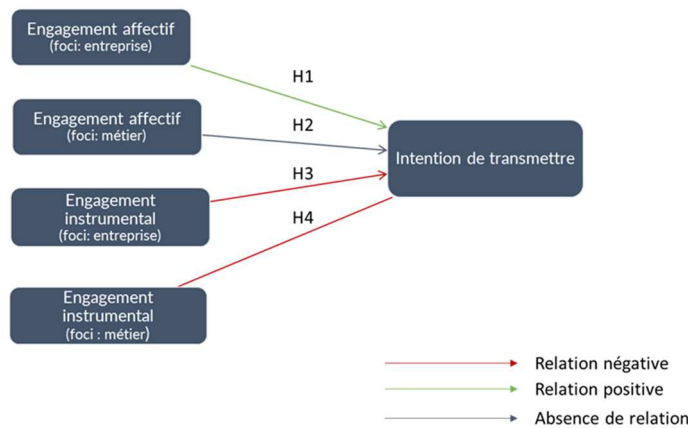 Engagement affectif
(foci: entreprise)
H1
Engagement affectif
(foci: métier)
H2
Intention de transmettre
H3
Engagement
instrumental
(foci: entreprise)
H4
Engagement
instrumental
(foci : métier)
Relation négative
Relation positive
Absence de relation